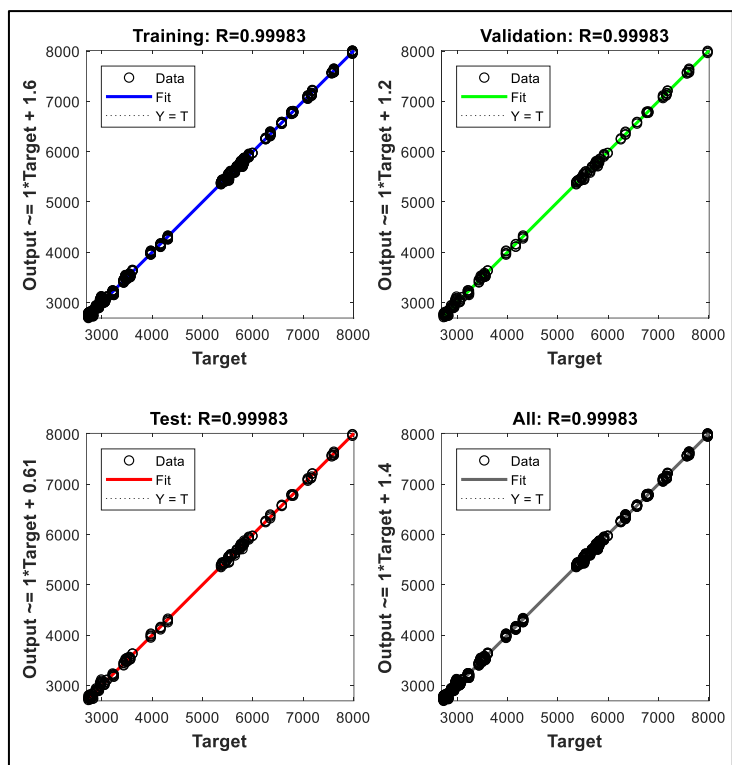 Training: R=0.99983
Output ~= 1*Target + 1.6
8000
7000
6000
5000
4000
3000
Data
Fit
Y = T
3000 4000 5000 6000 7000 8000
Target
Validation: R=0.99983
Output ~= 1*Target + 1.2
8000
7000
6000
5000
4000
3000
Data
Fit
Y = T
3000 4000 5000 6000 7000 8000
Target
Test: R=0.99983
Output ~= 1*Target + 0.61
8000
7000
6000
5000
4000
3000
Data
Fit
Y = T
3000 4000 5000 6000 7000 8000
Target
All: R=0.99983
Output ~= 1*Target + 1.4
8000
7000
6000
5000
4000
3000
Data
Fit
Y = T
3000 4000 5000 6000 7000 8000
Target